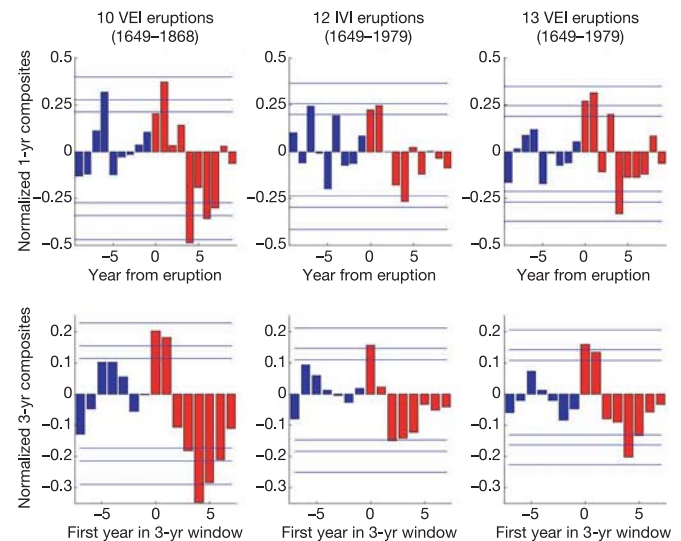 10 VEI eruptions
(1649–1868)
12 IVI eruptions
(1649–1979)
13 VEI eruptions
(1649–1979)
Normalized 1-yr composites
0.5
0.25
0
−0.25
−0.5
−5 0 5
Year from eruption
0.5
0.25
0
−0.25
−0.5
−5 0 5
Year from eruption
0.5
0.25
0
−0.25
−0.5
−5 0 5
Year from eruption
Normalized 3-yr composites
0.2
0.1
0
−0.1
−0.2
−0.3
−5 0 5
First year in 3-yr window
0.2
0.1
0
−0.1
−0.2
−0.3
−5 0 5
First year in 3-yr window
0.2
0.1
0
−0.1
−0.2
−0.3
−5 0 5
First year in 3-yr window